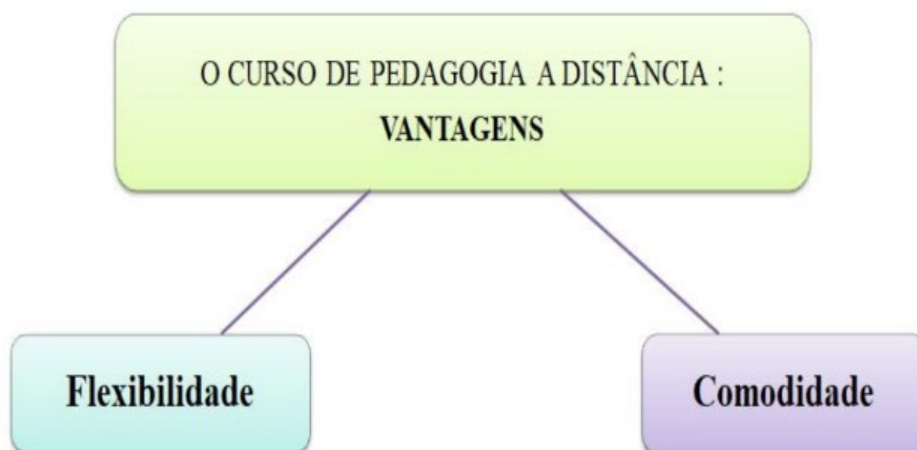 O CURSO DE PEDAGOGIA A DISTÂNCIA :
VANTAGENS
Flexibilidade
Comodidade